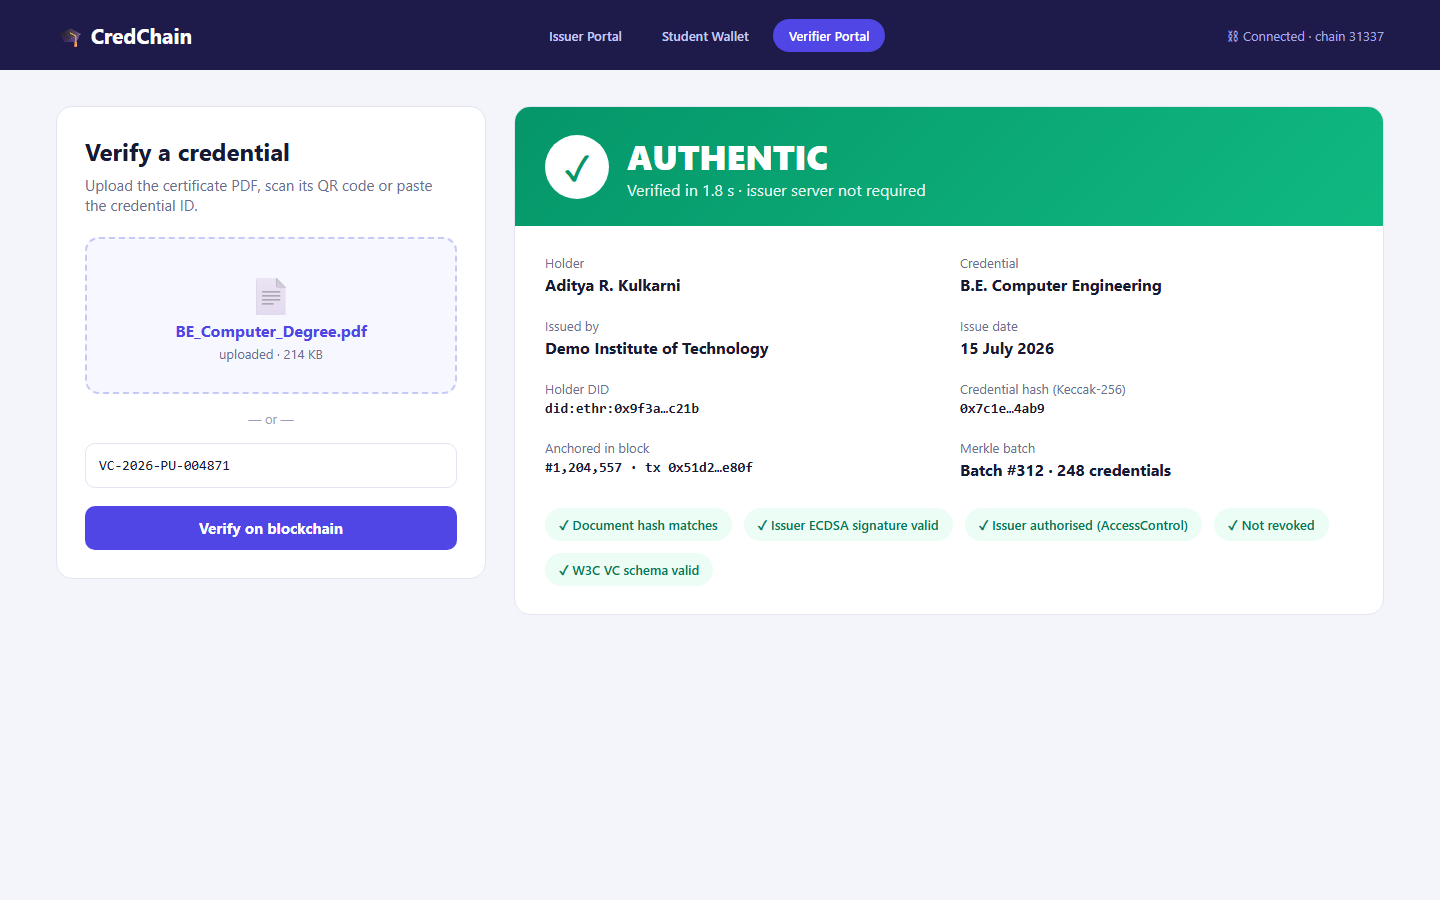 CredChain
Issuer Portal
Student Wallet
Verifier Portal
Connected · chain 31337
Verify a credential
Upload the certificate PDF, scan its QR code or paste
the credential ID.
BE_Computer_Degree.pdf
uploaded · 214 KB
— or —
VC-2026-PU-004871
Verify on blockchain
✓ AUTHENTIC
Verified in 1.8 s · issuer server not required
Holder
Aditya R. Kulkarni
Credential
B.E. Computer Engineering
Issued by
Demo Institute of Technology
Issue date
15 July 2026
Holder DID
did:ethr:0x9f3a…c21b
Credential hash (Keccak-256)
0x7c1e…4ab9
Anchored in block
#1,204,557 · tx 0x51d2…e80f
Merkle batch
Batch #312 · 248 credentials
✓ Document hash matches
✓ Issuer ECDSA signature valid
✓ Issuer authorised (AccessControl)
✓ Not revoked
✓ W3C VC schema valid